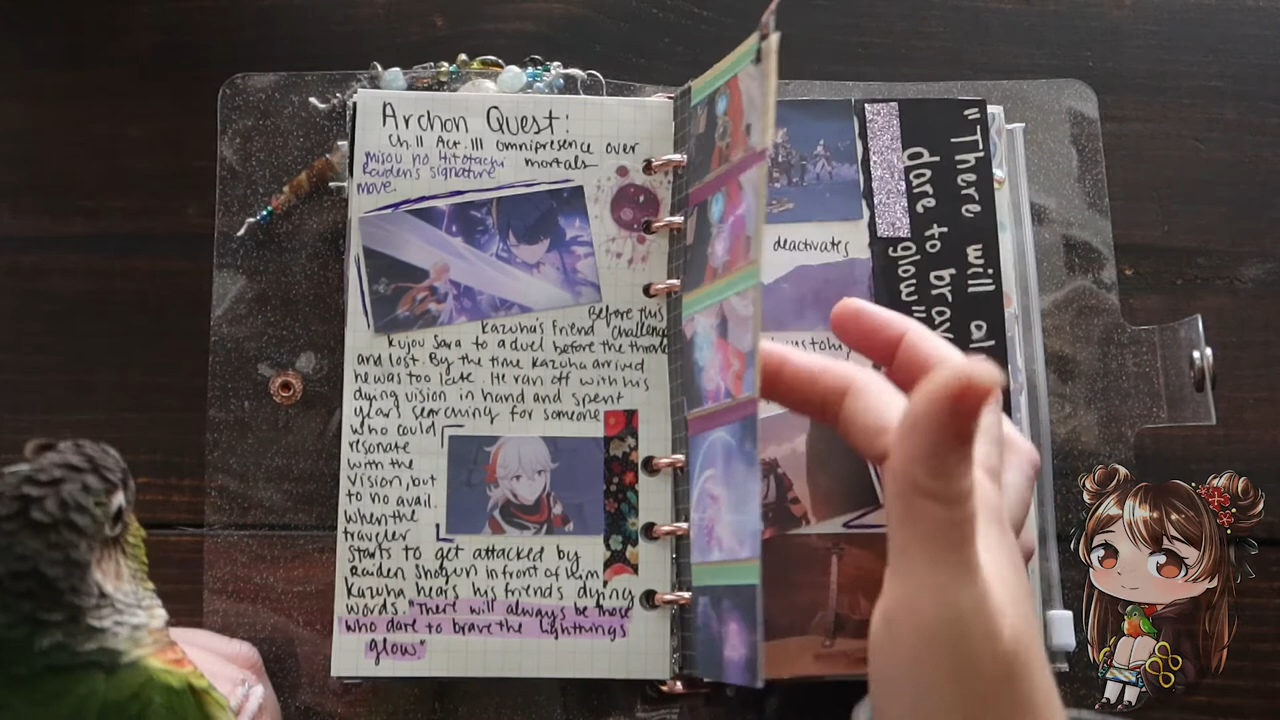 Archon Quest:
Ch.II Act.III omnipresence over
mortals
Misou no Hitotachi
Raiden's signature
move.
Before this
Kazuha's friend challenge
Kujou Sara to a duel before the throne
and lost. By the time Kazuha arrived
he was too late. He ran off with his
dying vision in hand and spent
years searching for someone
who could
resonate
with the
vision, but
to no avail.
When the
traveler
starts to get attacked by
Raiden Shogun in front of him
Kazuha hears his friends dying
words. "There will always be those
who dare to brave the lightnings
glow"
deactivates
"There will al
dare to brav
glow"